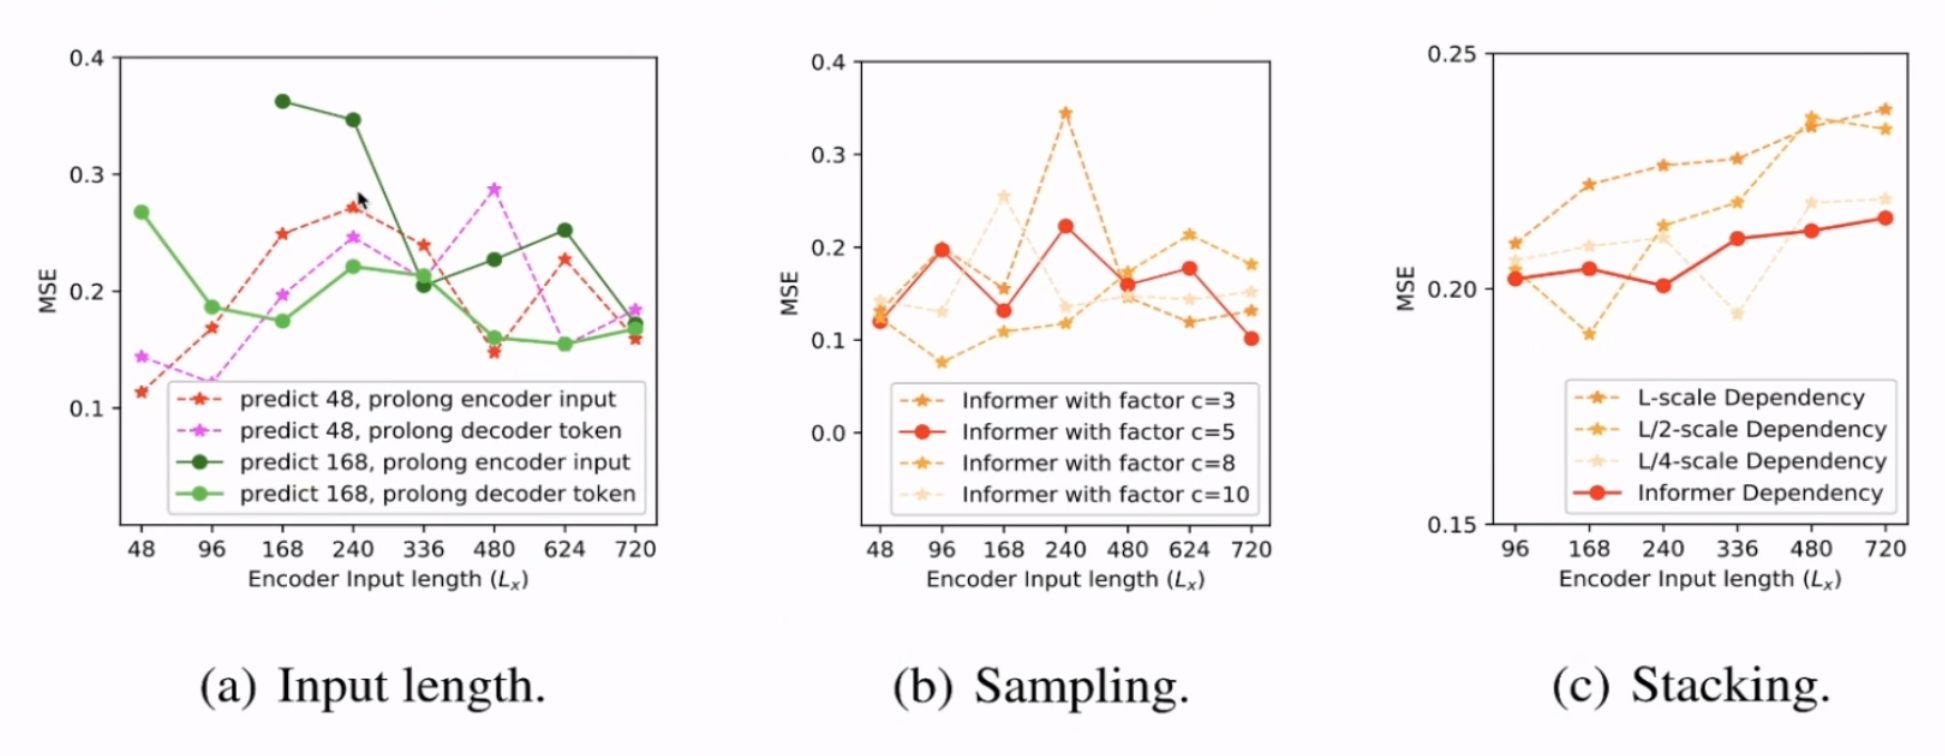 0.4
0.3
0.2
0.1
MSE
predict 48, prolong encoder input
predict 48, prolong decoder token
predict 168, prolong encoder input
predict 168, prolong decoder token
48 96 168 240 336 480 624 720
Encoder Input length (Lₓ)
(a) Input length.
0.4
0.3
0.2
0.1
0.0
MSE
Informer with factor c=3
Informer with factor c=5
Informer with factor c=8
Informer with factor c=10
48 96 168 240 480 624 720
Encoder Input length (Lₓ)
(b) Sampling.
0.25
0.20
0.15
MSE
L-scale Dependency
L/2-scale Dependency
L/4-scale Dependency
Informer Dependency
96 168 240 336 480 720
Encoder Input length (Lₓ)
(c) Stacking.